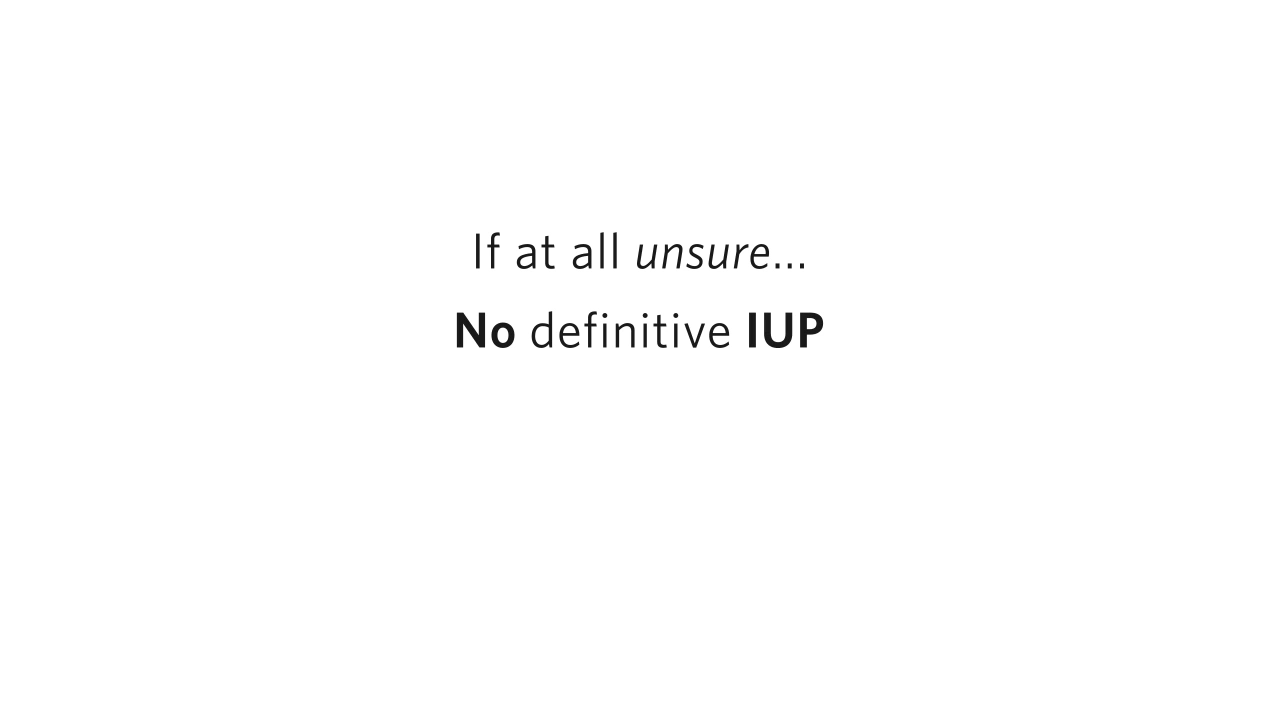 If at all unsure...
No definitive IUP